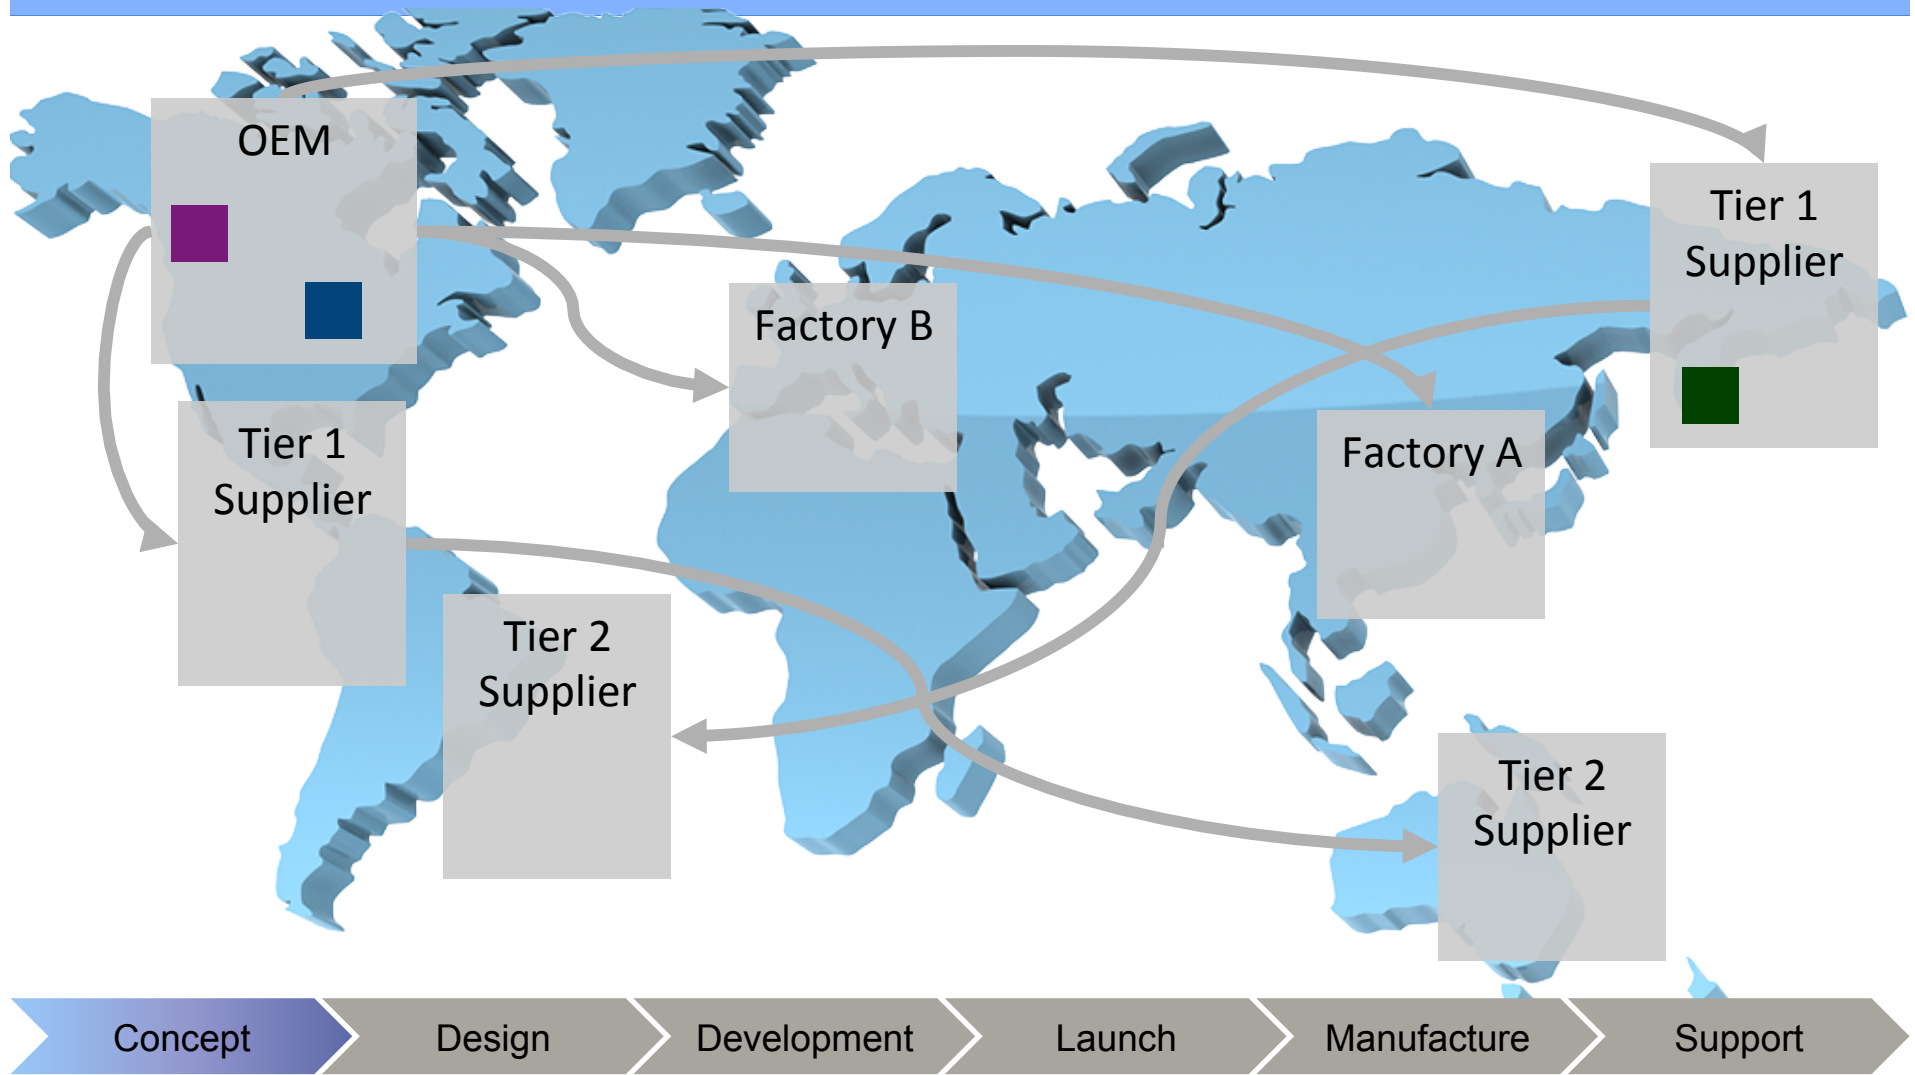 OEM
Tier 1
Supplier
Factory B
Factory A
Tier 1
Supplier
Tier 2
Supplier
Tier 2
Supplier
Concept
Design
Development
Launch
Manufacture
Support